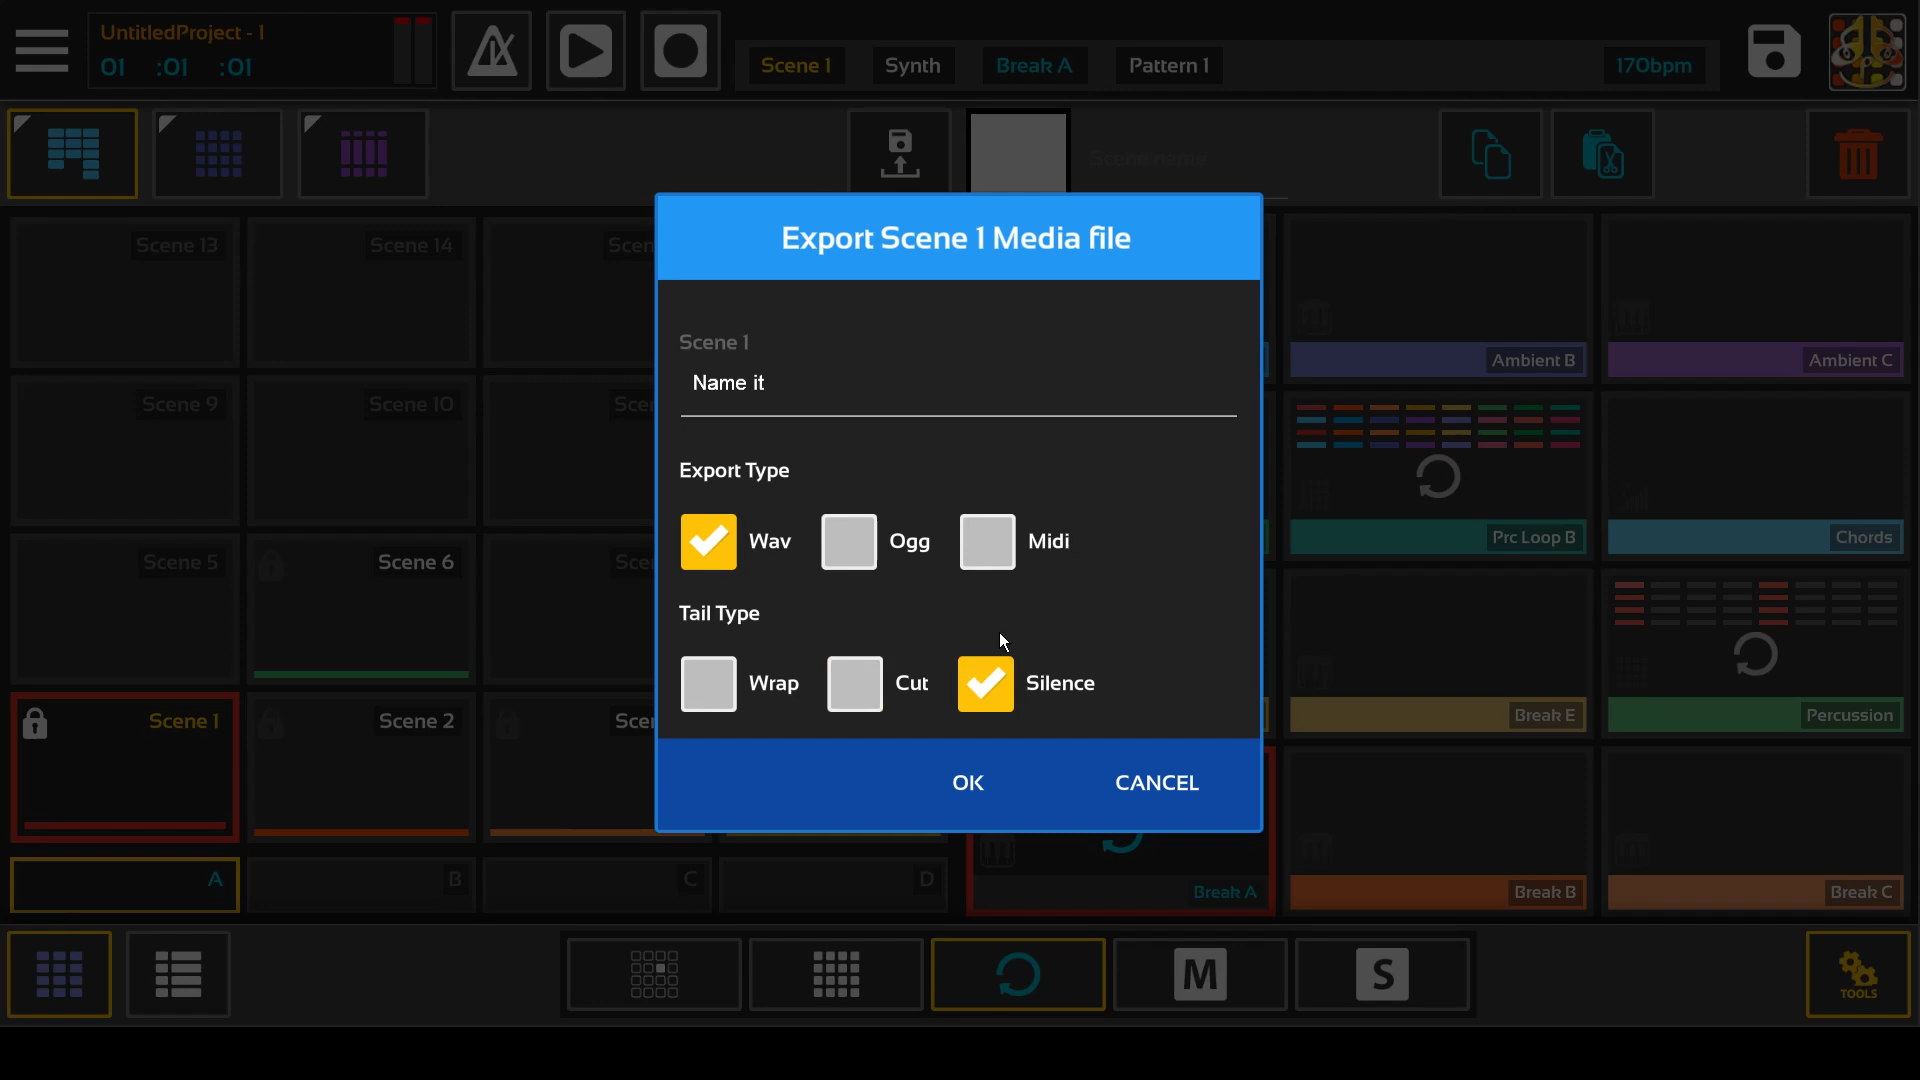 UntitledProject - 1
01 :01 :01
Scene 1
Synth
Break A
Pattern 1
170bpm
Scene name
Export Scene 1 Media file
Scene 1
Name it
Export Type
Wav
Ogg
Midi
Tail Type
Wrap
Cut
Silence
OK
CANCEL
Scene 13
Scene 14
Scene 9
Scene 10
Scene 5
Scene 6
Scene 1
Scene 2
A
B
C
D
Ambient B
Ambient C
Prc Loop B
Chords
Break E
Percussion
Break A
Break B
Break C
M
S
TOOLS